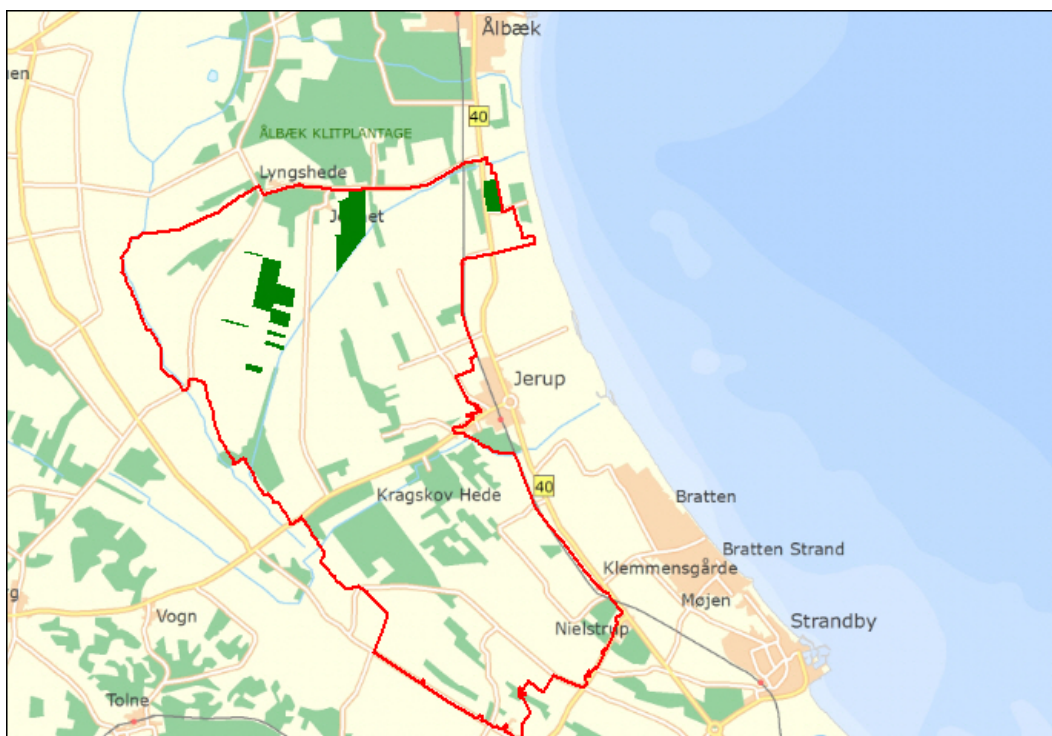 Ålbæk
40
ÅLBÆK KLITPLANTAGE
Lyngshede
Jerup
40
Kragskov Hede
Bratten
Bratten Strand
Klemmensgårde
Møjen
Nielstrup
Strandby
Vogn
Tolne